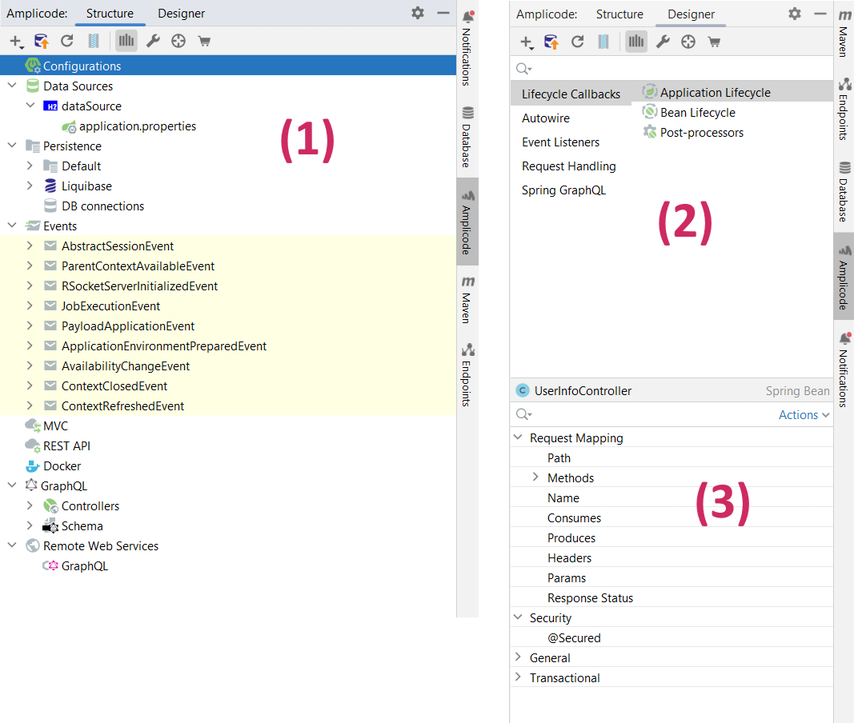 Amplicode: Structure Designer
Configurations
Data Sources
H2 dataSource
application.properties
Persistence
Default
Liquibase
DB connections
Events
AbstractSessionEvent
ParentContextAvailableEvent
RSocketServerInitializedEvent
JobExecutionEvent
PayloadApplicationEvent
ApplicationEnvironmentPreparedEvent
AvailabilityChangeEvent
ContextClosedEvent
ContextRefreshedEvent
MVC
REST API
Docker
GraphQL
Controllers
Schema
Remote Web Services
GraphQL
(1)
Notifications
Database
Amplicode
m Maven
Endpoints
Amplicode: Structure Designer
Lifecycle Callbacks
Autowire
Event Listeners
Request Handling
Spring GraphQL
Application Lifecycle
Bean Lifecycle
Post-processors
(2)
C UserInfoController Spring Bean
Actions
Request Mapping
Path
Methods
Name
Consumes
Produces
Headers
Params
Response Status
Security
@Secured
General
Transactional
(3)
m Maven
Endpoints
Database
Amplicode
Notifications